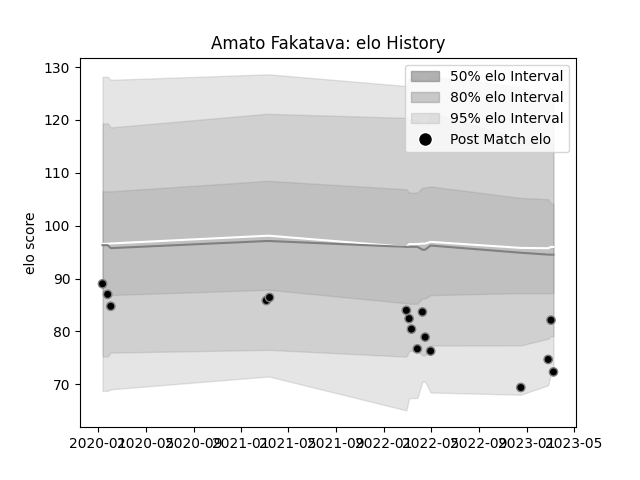 Amato Fakatava: elo History
130
120
110
100
90
80
70
elo score
50% elo Interval
80% elo Interval
95% elo Interval
Post Match elo
2020-01 2020-05 2020-09 2021-01 2021-05 2021-09 2022-01 2022-05 2022-09 2023-01 2023-05